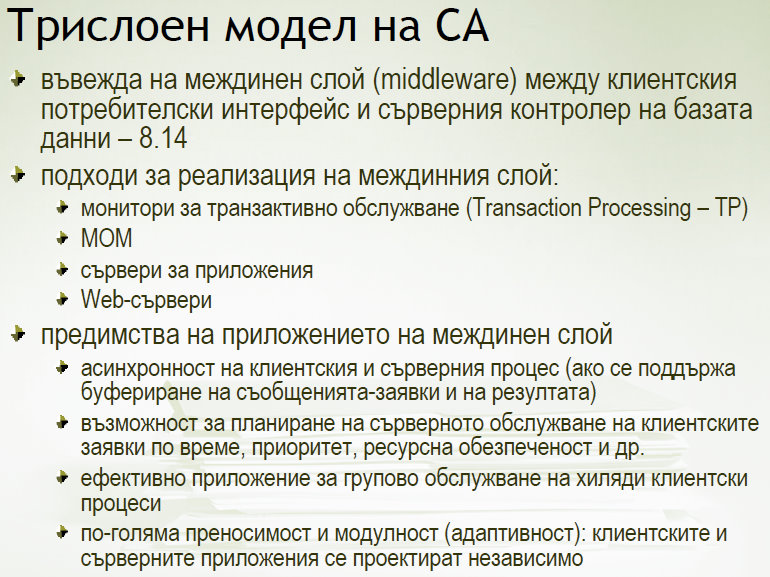 Трислоен модел на СА
въвежда на междинен слой (middleware) между клиентския
потребителски интерфейс и сърверния контролер на базата
данни – 8.14
подходи за реализация на междинния слой:
монитори за транзактивно обслужване (Transaction Processing – TP)
MOM
сървери за приложения
Web-сървери
предимства на приложението на междинен слой
асинхронност на клиентския и сърверния процес (ако се поддържа
буфериране на съобщенията-заявки и на резултата)
възможност за планиране на сърверното обслужване на клиентските
заявки по време, приоритет, ресурсна обезпеченост и др.
ефективно приложение за групово обслужване на хиляди клиентски
процеси
по-голяма преносимост и модулност (адаптивност): клиентските и
сърверните приложения се проектират независимо